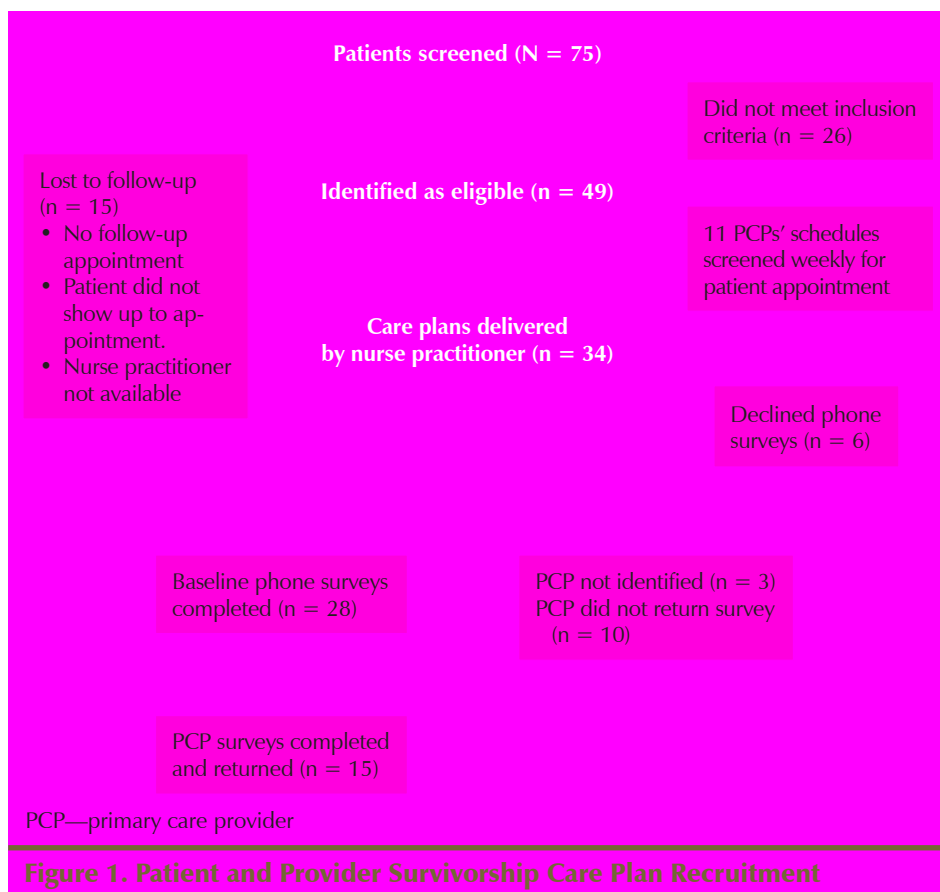 Patients screened (N = 75)
Did not meet inclusion
criteria (n = 26)
Lost to follow-up
(n = 15)
• No follow-up
appointment
• Patient did not
show up to ap-
pointment.
• Nurse practitioner
not available
Identified as eligible (n = 49)
11 PCPs' schedules
screened weekly for
patient appointment
Care plans delivered
by nurse practitioner (n = 34)
Declined phone
surveys (n = 6)
Baseline phone surveys
completed (n = 28)
PCP not identified (n = 3)
PCP did not return survey
(n = 10)
PCP surveys completed
and returned (n = 15)
PCP—primary care provider
Figure 1. Patient and Provider Survivorship Care Plan Recruitment